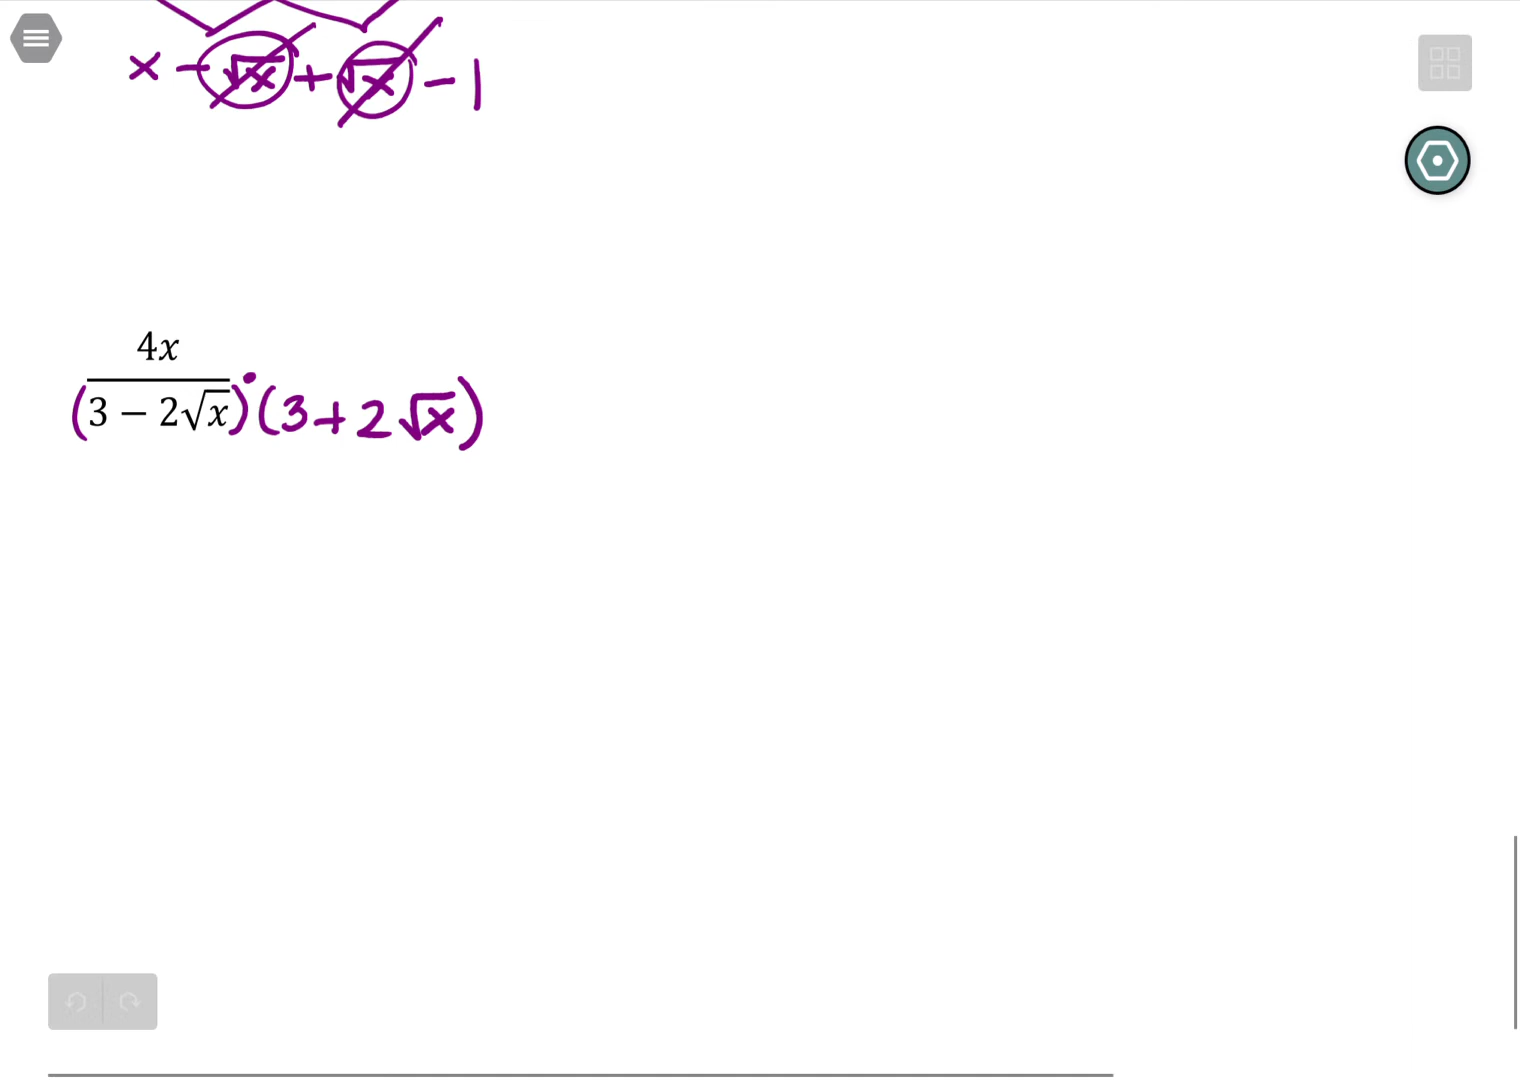 x - √x + √x - 1
4x
(3 − 2√x)·(3 + 2√x)